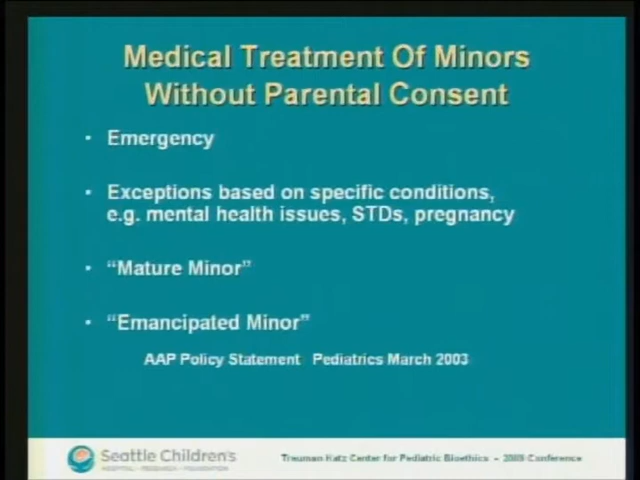 Medical Treatment Of Minors
Without Parental Consent
• Emergency
• Exceptions based on specific conditions,
e.g. mental health issues, STDs, pregnancy
• “Mature Minor”
• “Emancipated Minor”
AAP Policy Statement Pediatrics March 2003
Seattle Children's
HOSPITAL • RESEARCH • FOUNDATION
Treuman Katz Center for Pediatric Bioethics – Conference